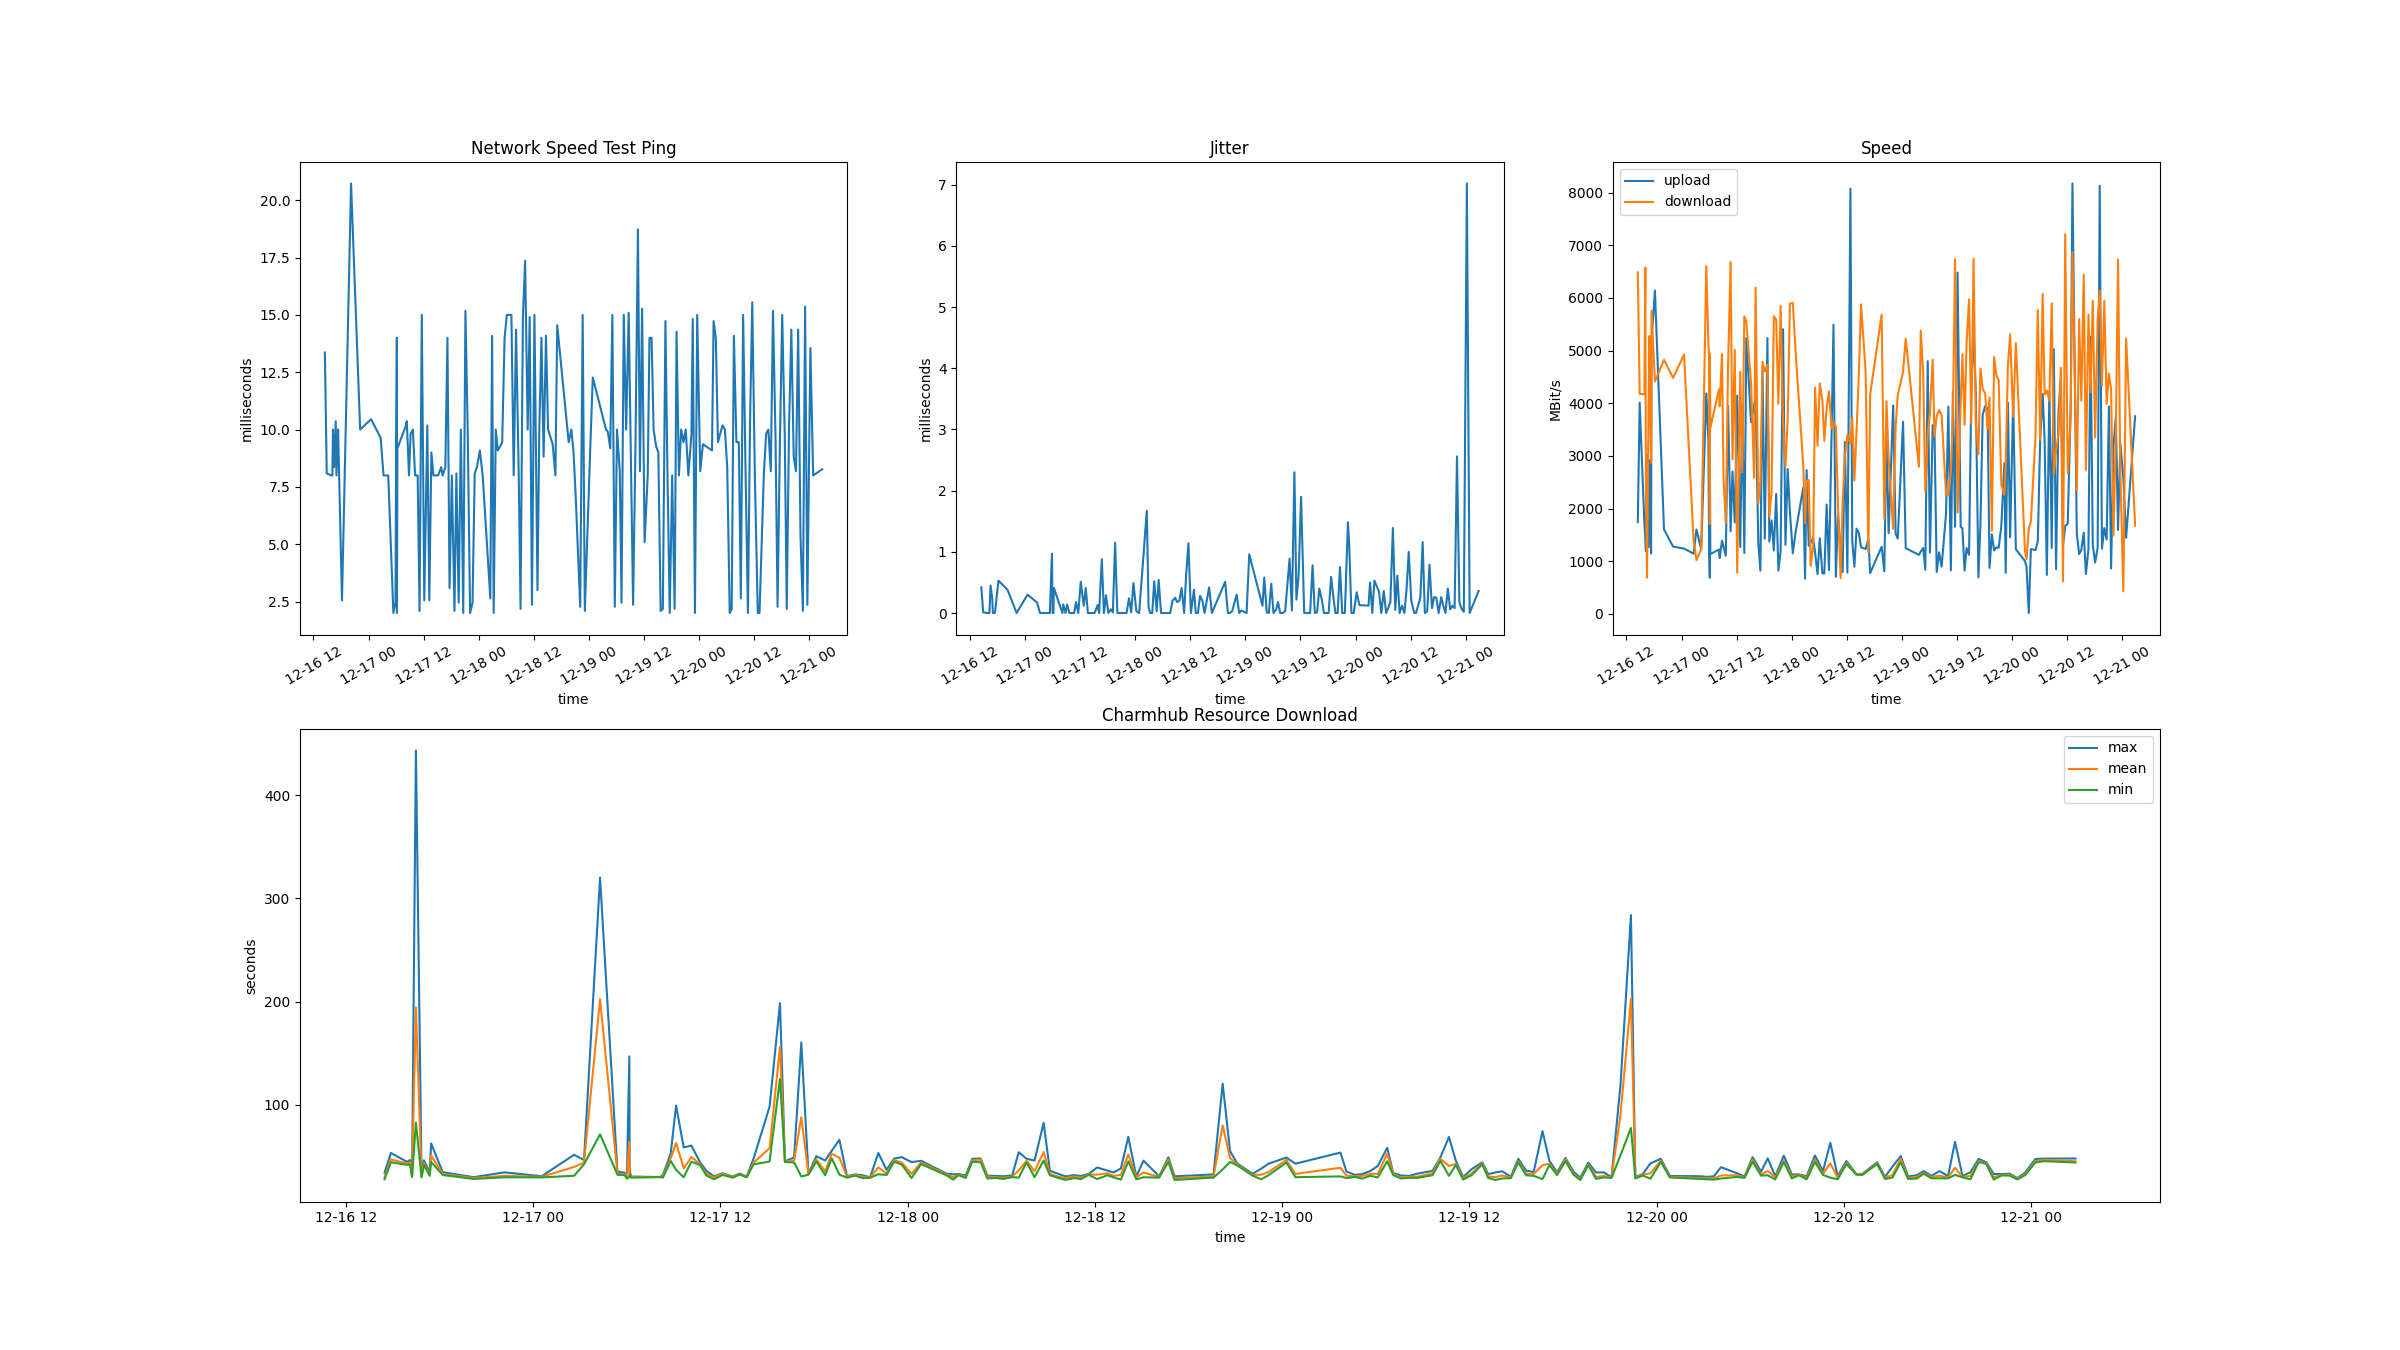 Network Speed Test Ping
milliseconds
20.0
17.5
15.0
12.5
10.0
7.5
5.0
2.5
12-16 12 12-17 00 12-17 12 12-18 00 12-18 12 12-19 00 12-19 12 12-20 00 12-20 12 12-21 00
time
Jitter
milliseconds
7
6
5
4
3
2
1
0
12-16 12 12-17 00 12-17 12 12-18 00 12-18 12 12-19 00 12-19 12 12-20 00 12-20 12 12-21 00
time
Speed
upload
download
MBit/s
8000
7000
6000
5000
4000
3000
2000
1000
0
12-16 12 12-17 00 12-17 12 12-18 00 12-18 12 12-19 00 12-19 12 12-20 00 12-20 12 12-21 00
time
Charmhub Resource Download
max
mean
min
seconds
400
300
200
100
12-16 12 12-17 00 12-17 12 12-18 00 12-18 12 12-19 00 12-19 12 12-20 00 12-20 12 12-21 00
time